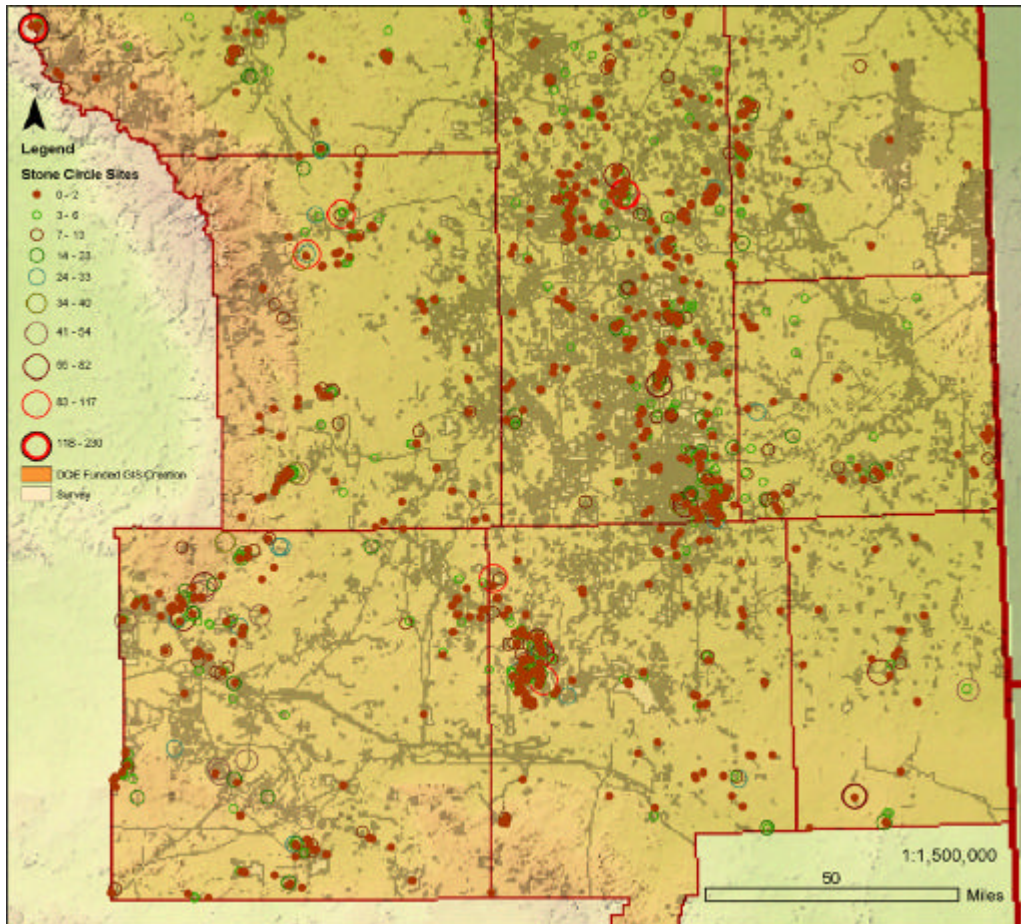 Legend
Stone Circle Sites
0 - 2
3 - 6
7 - 13
14 - 23
24 - 33
34 - 40
41 - 54
55 - 82
83 - 117
118 - 230
DOE Funded GIS Creation
Survey
1:1,500,000
50
Miles